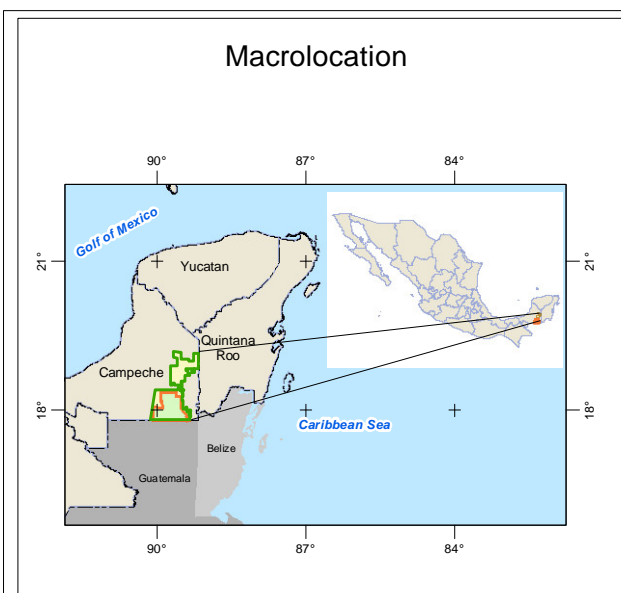 Macrolocation
90° 87° 84°
Golf of Mexico
21° 21°
Yucatan
Quintana
Roo
Campeche
18° 18°
Caribbean Sea
Belize
Guatemala
90° 87° 84°